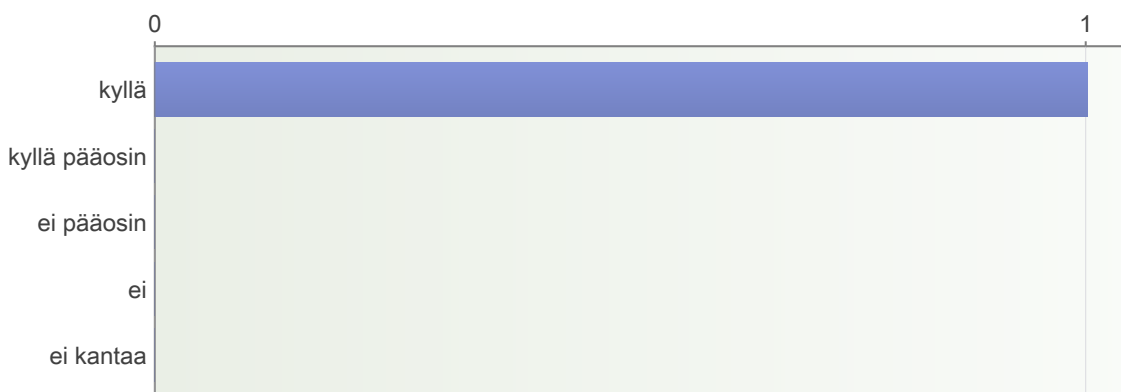 0 1
kyllä
kyllä pääosin
ei pääosin
ei
ei kantaa